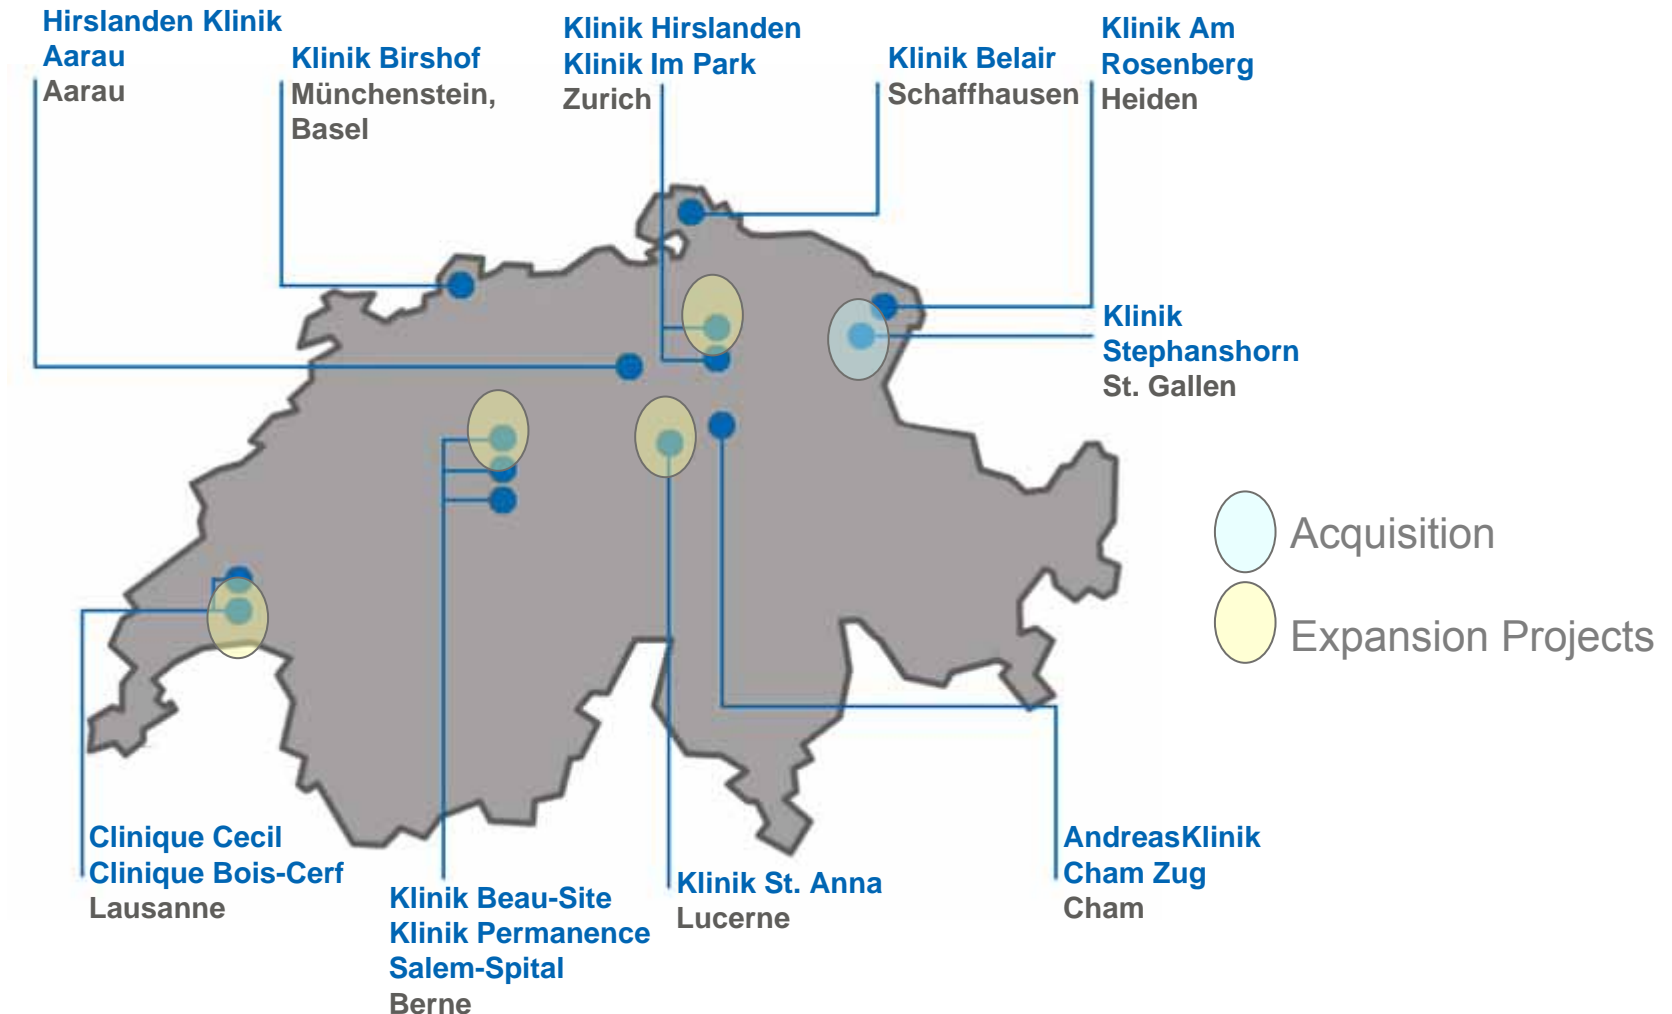 Hirslanden Klinik
Aarau
Aarau
Klinik Birshof
Münchenstein,
Basel
Klinik Hirslanden
Klinik Im Park
Zurich
Klinik Belair
Schaffhausen
Klinik Am
Rosenberg
Heiden
Klinik
Stephanshorn
St. Gallen
Acquisition
Expansion Projects
Clinique Cecil
Clinique Bois-Cerf
Lausanne
Klinik Beau-Site
Klinik Permanence
Salem-Spital
Berne
Klinik St. Anna
Lucerne
AndreasKlinik
Cham Zug
Cham